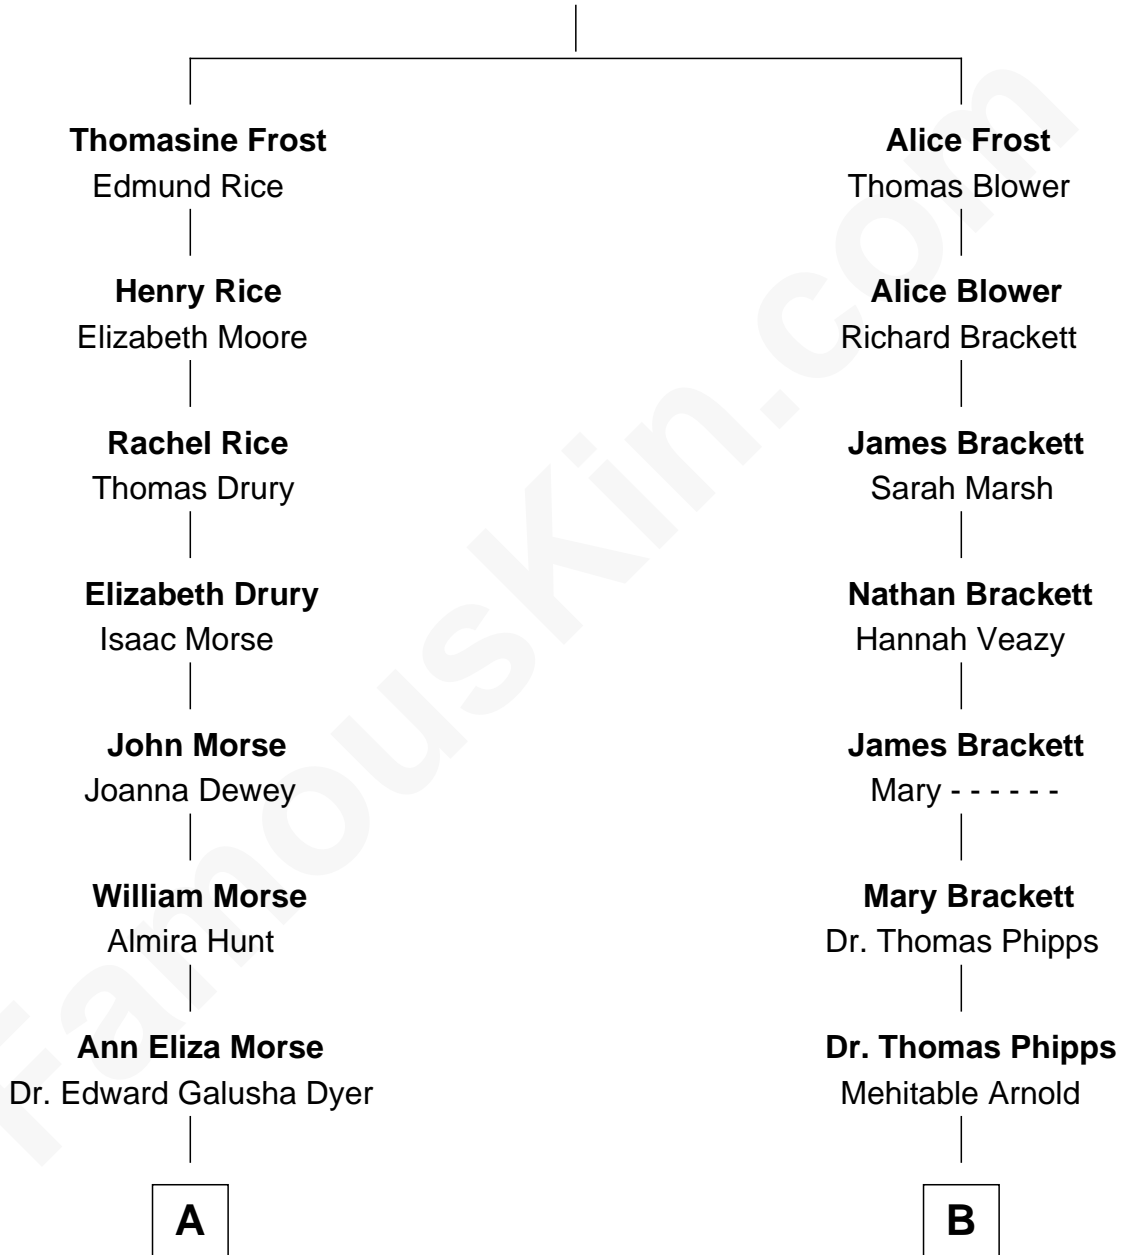 Thomasine Frost
Edmund Rice
Henry Rice
Elizabeth Moore
Rachel Rice
Thomas Drury
Elizabeth Drury
Isaac Morse
John Morse
Joanna Dewey
William Morse
Almira Hunt
Ann Eliza Morse
Dr. Edward Galusha Dyer
A
Alice Frost
Thomas Blower
Alice Blower
Richard Brackett
James Brackett
Sarah Marsh
Nathan Brackett
Hannah Veazy
James Brackett
Mary - - - - - -
Mary Brackett
Dr. Thomas Phipps
Dr. Thomas Phipps
Mehitable Arnold
B
FamousKin.com